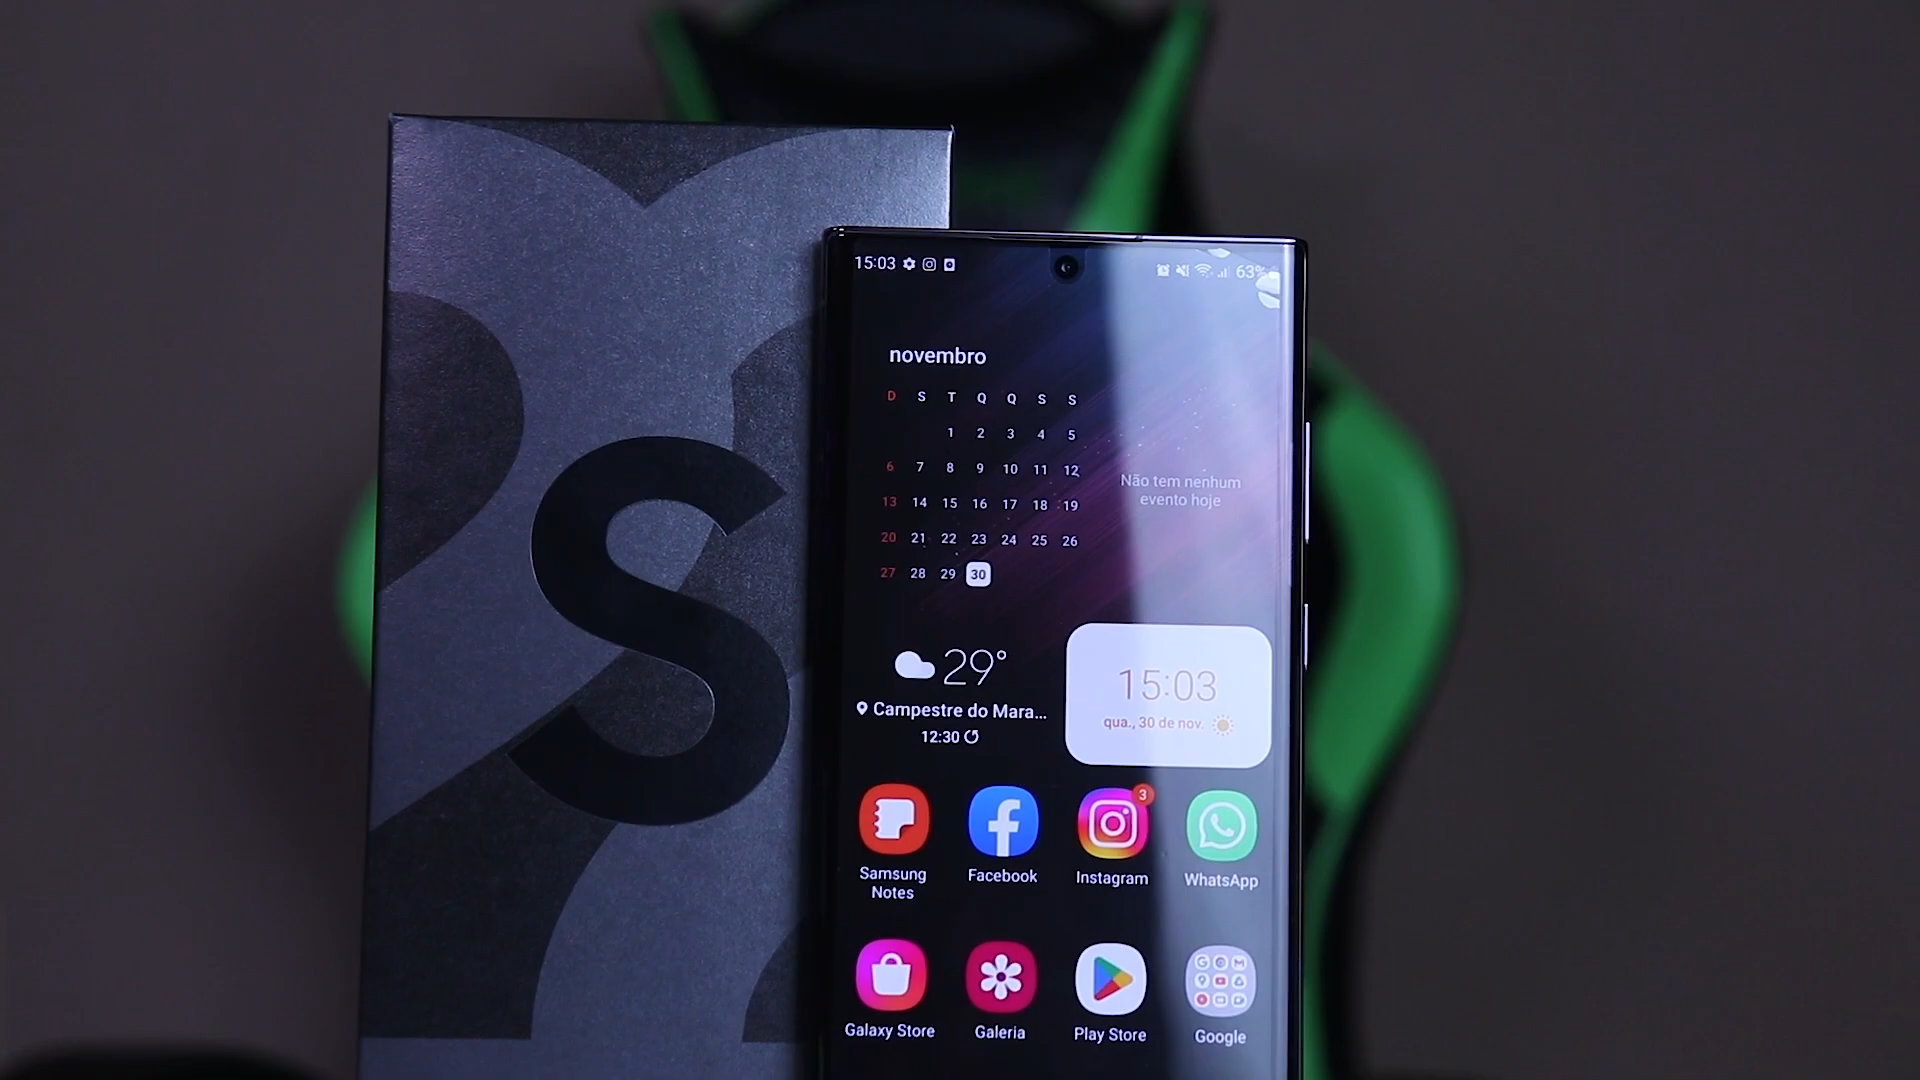 S
15:03
63%
novembro
D S T Q Q S S
1 2 3 4 5
6 7 8 9 10 11 12
13 14 15 16 17 18 19
20 21 22 23 24 25 26
27 28 29 30
Não tem nenhum
evento hoje
29°
Campestre do Mara...
12:30
15:03
qua., 30 de nov.
3
Samsung
Notes
Facebook
Instagram
WhatsApp
Galaxy Store
Galeria
Play Store
Google